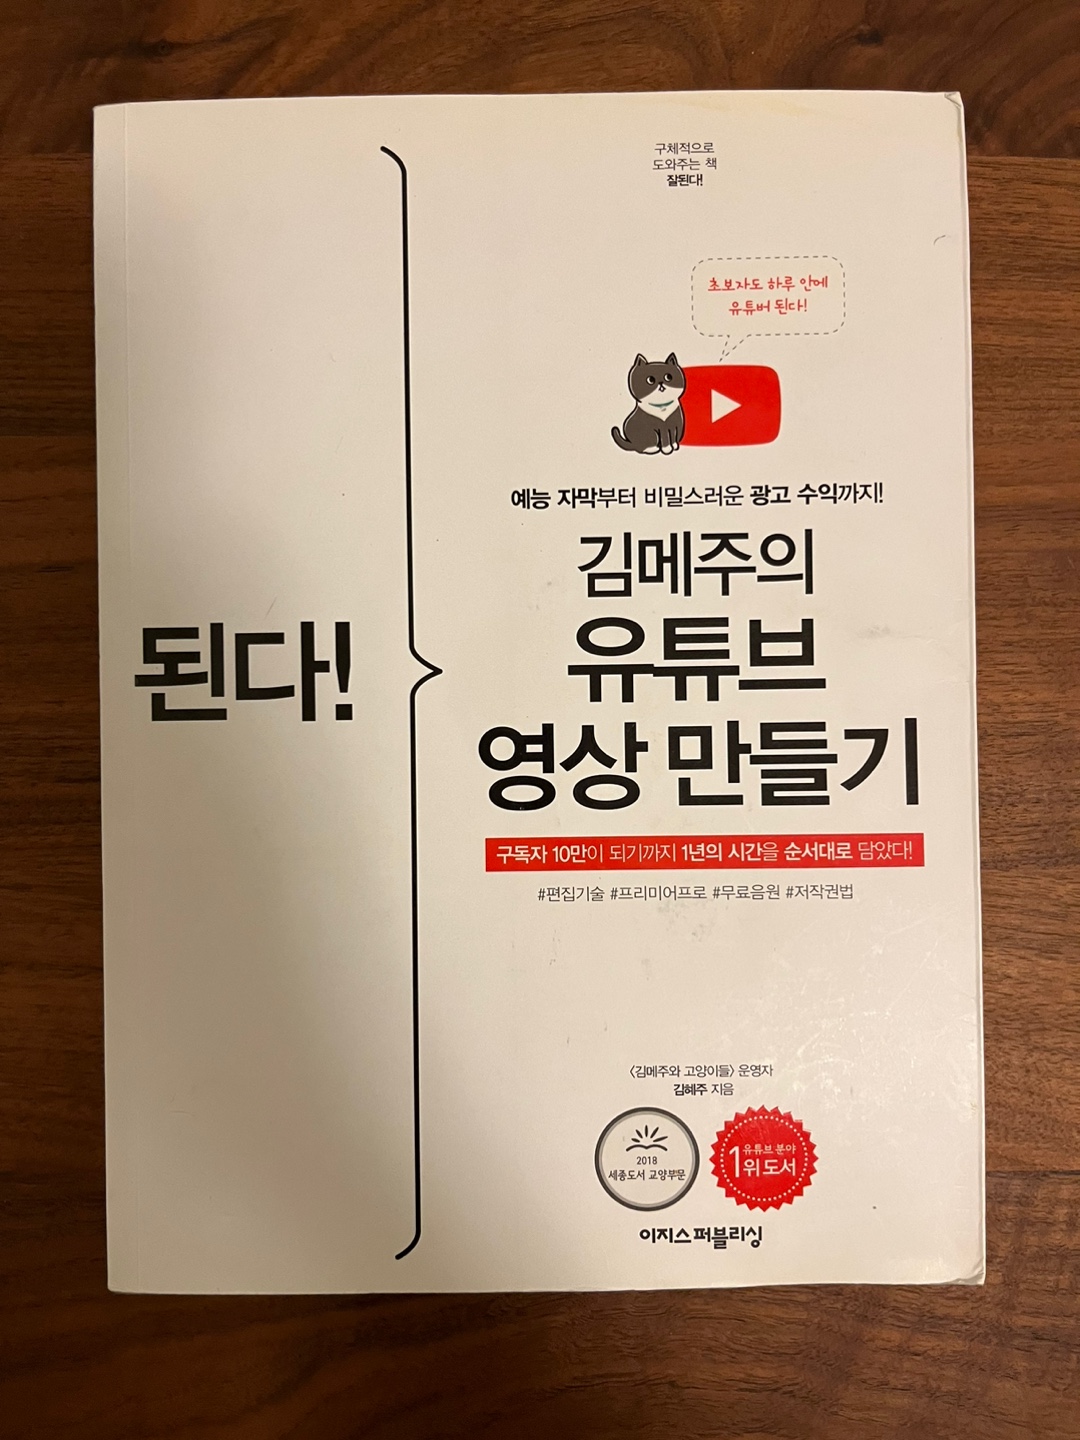 구체적으로
도와주는 책
잘된다!
초보자도 하루 안에
유튜버 된다!
예능 자막부터 비밀스러운 광고 수익까지!
된다!
김메주의
유튜브
영상 만들기
구독자 10만이 되기까지 1년의 시간을 순서대로 담았다!
#편집기술 #프리미어프로 #무료음원 #저작권법
〈김메주와 고양이들〉 운영자
김혜주 지음
2018
세종도서 교양부문
유튜브 분야
1위 도서
이지스퍼블리싱